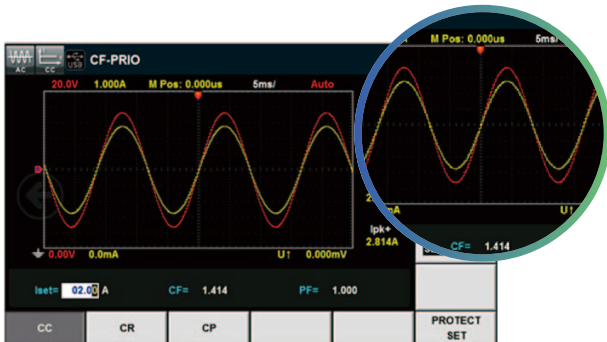 AC CC USB CF-PRIO
20.0V 1.000A M Pos: 0.000us 5ms/ Auto
Ipk+
2.814A
0.00V 0.0mA U↑ 0.000mV
Iset= 02.00 A CF= 1.414 PF= 1.000
CC CR CP PROTECT
SET
M Pos: 0.000us 5ms/
mA U↑
CF= 1.414